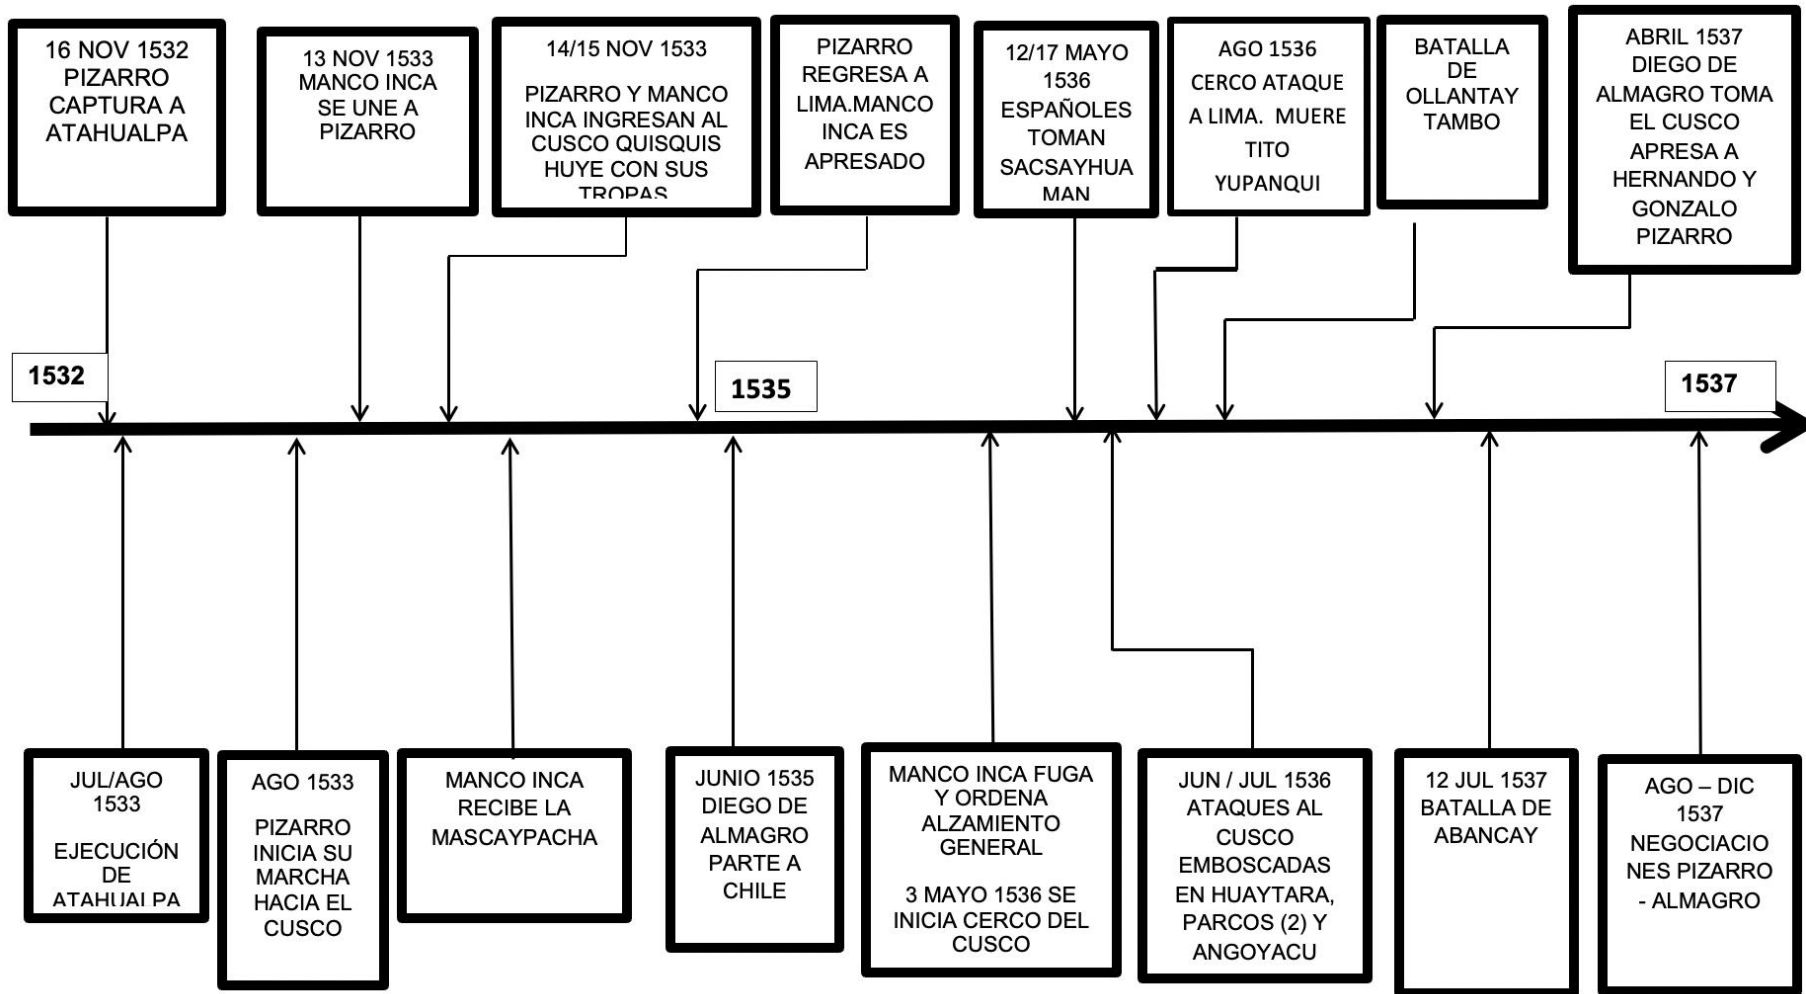 16 NOV 1532
PIZARRO
CAPTURA A
ATAHUALPA
13 NOV 1533
MANCO INCA
SE UNE A
PIZARRO
14/15 NOV 1533
PIZARRO Y MANCO
INCA INGRESAN AL
CUSCO QUISQUIS
HUYE CON SUS
TROPAS
PIZARRO
REGRESA A
LIMA.MANCO
INCA ES
APRESADO
12/17 MAYO
1536
ESPAÑOLES
TOMAN
SACSAYHUA
MAN
AGO 1536
CERCO ATAQUE
A LIMA. MUERE
TITO
YUPANQUI
BATALLA
DE
OLLANTAY
TAMBO
ABRIL 1537
DIEGO DE
ALMAGRO TOMA
EL CUSCO
APRESA A
HERNANDO Y
GONZALO
PIZARRO
1532
1535
1537
JUL/AGO
1533
EJECUCIÓN
DE
ATAHUALPA
AGO 1533
PIZARRO
INICIA SU
MARCHA
HACIA EL
CUSCO
MANCO INCA
RECIBE LA
MASCAYPACHA
JUNIO 1535
DIEGO DE
ALMAGRO
PARTE A
CHILE
MANCO INCA FUGA
Y ORDENA
ALZAMIENTO
GENERAL
3 MAYO 1536 SE
INICIA CERCO DEL
CUSCO
JUN / JUL 1536
ATAQUES AL
CUSCO
EMBOSCADAS
EN HUAYTARA,
PARCOS (2) Y
ANGOYACU
12 JUL 1537
BATALLA DE
ABANCAY
AGO – DIC
1537
NEGOCIACIO
NES PIZARRO
- ALMAGRO